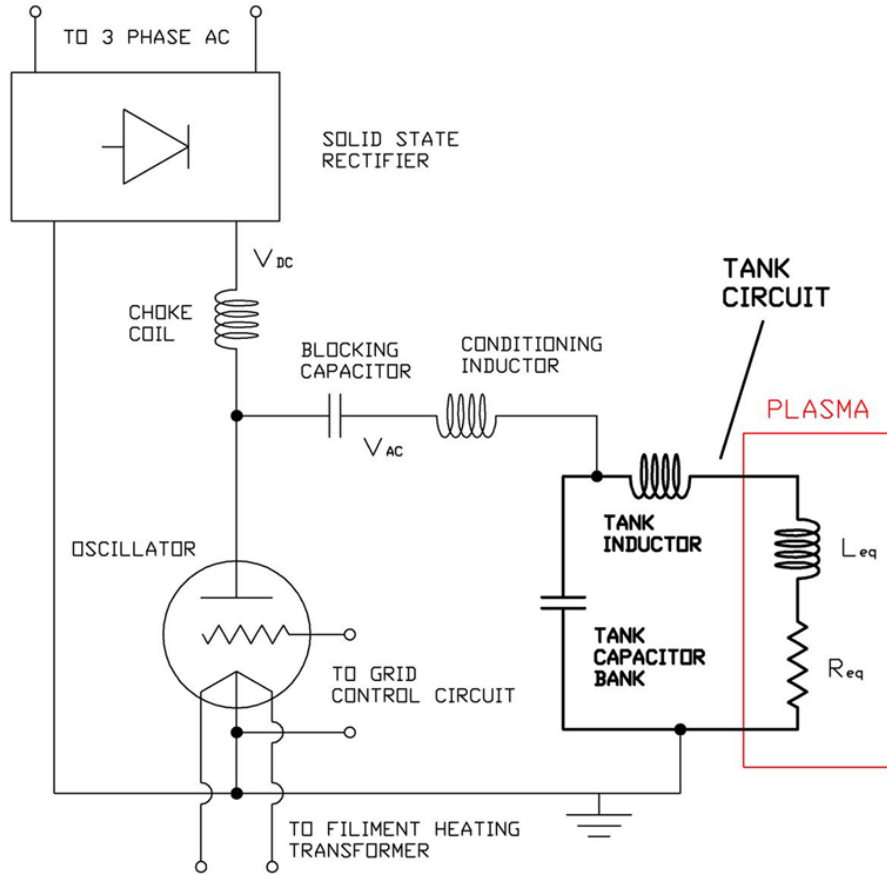 TO 3 PHASE AC
SOLID STATE
RECTIFIER
VDC
CHOKE
COIL
BLOCKING
CAPACITOR
CONDITIONING
INDUCTOR
VAC
TANK
CIRCUIT
PLASMA
TANK
INDUCTOR
Leq
OSCILLATOR
TANK
CAPACITOR
BANK
Req
TO GRID
CONTROL CIRCUIT
TO FILIMENT HEATING
TRANSFORMER